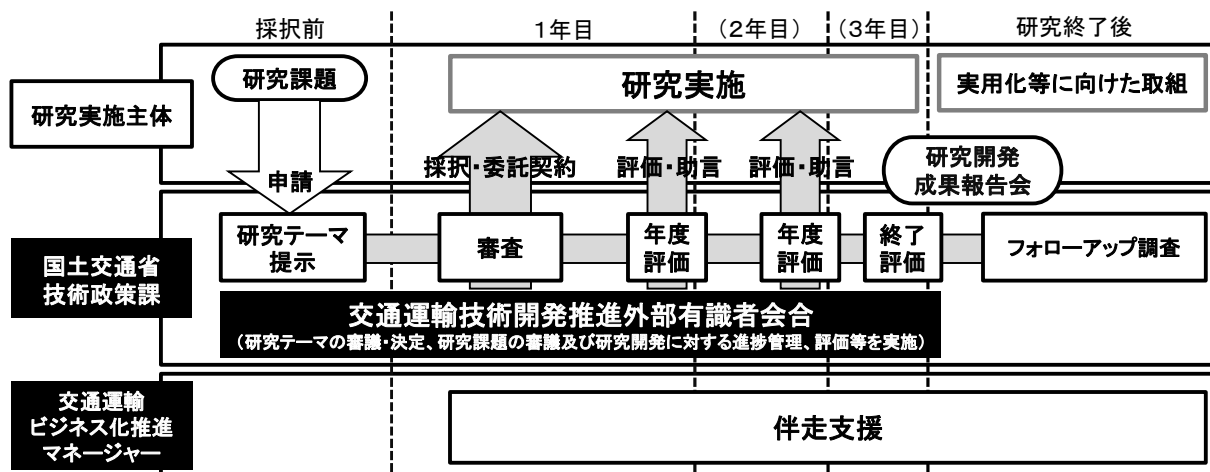 採択前
1年目
(2年目)
(3年目)
研究終了後
研究実施主体
研究課題
申請
研究実施
実用化等に向けた取組
採択・委託契約
評価・助言
評価・助言
研究開発
成果報告会
国土交通省
技術政策課
研究テーマ
提示
審査
年度
評価
年度
評価
終了
評価
フォローアップ調査
交通運輸技術開発推進外部有識者会合
(研究テーマの審議・決定、研究課題の審議及び研究開発に対する進捗管理、評価等を実施)
交通運輸
ビジネス化推進
マネージャー
伴走支援